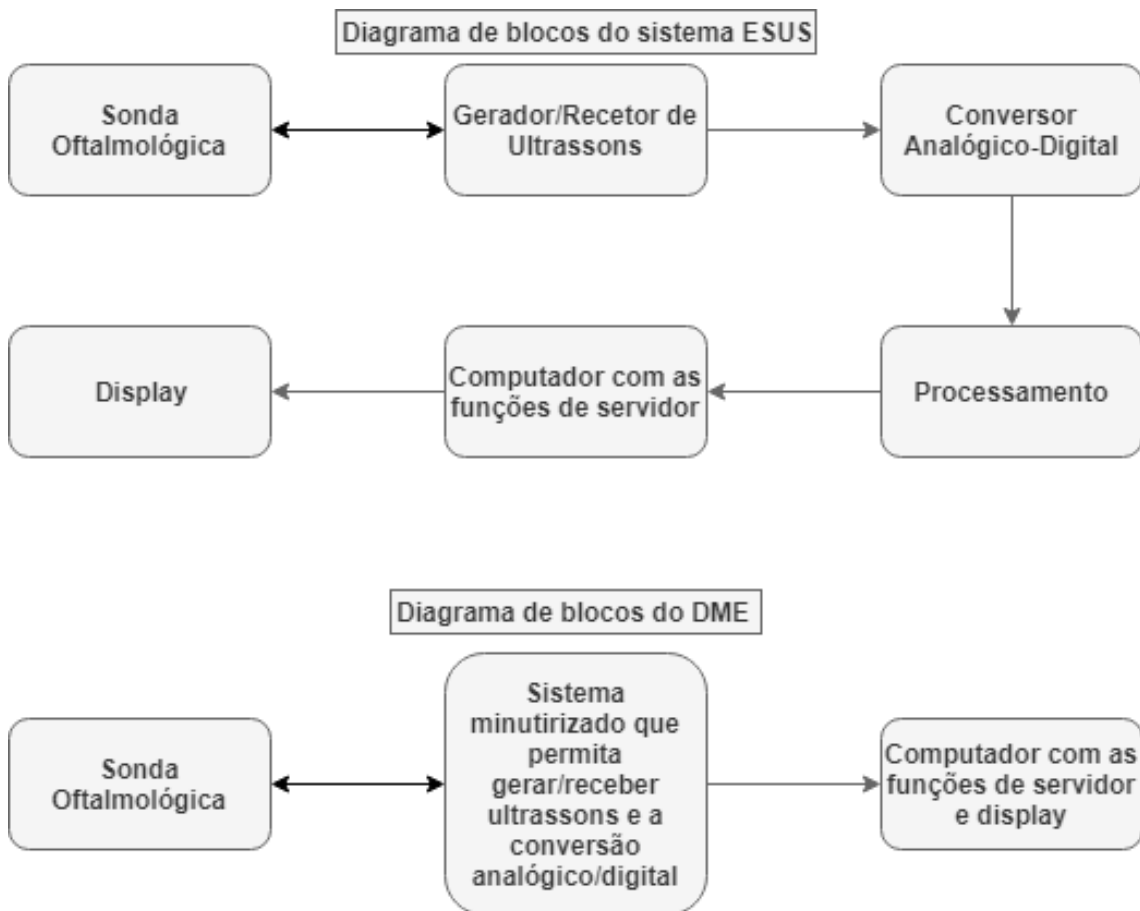 Diagrama de blocos do sistema ESUS
Sonda
Oftalmológica
Gerador/Recetor de
Ultrassons
Conversor
Analógico-Digital
Display
Computador com as
funções de servidor
Processamento
Diagrama de blocos do DME
Sonda
Oftalmológica
Sistema
minutirizado que
permita
gerar/receber
ultrassons e a
conversão
analógico/digital
Computador com as
funções de servidor
e display